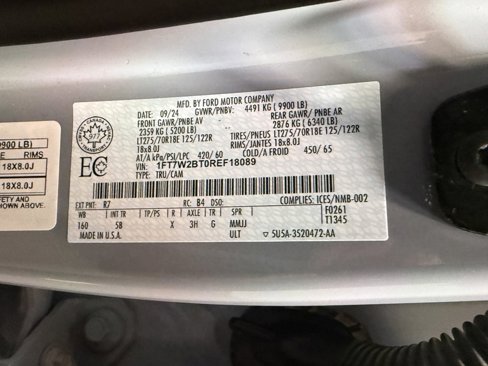 MFD. BY FORD MOTOR COMPANY
09/24 GVWR/PNBV: 4491 KG ( 9900 LB)
FRONT GAWR/ PNBE AV REAR GAWR/ PNBE AR
2359 KG ( 5200 LB) 2876 KG ( 6340 LB)
LT275/70R18E 125/122R TIRES/PNEUS LT275/70R18E 125/122R
18x8.0J RIMS/JANTES 18x8.0J
AT/A kPa/PSI/LPC 420/ 60 COLD/A FROID 450/ 65
VIN: 1FT7W2BT0REF18089
TYPE: TRU/CAM
EXT PNT: R7 RC: B4 DSO: COMPLIES: ICES/NMB-002
WB INT TR TP/PS R AXLE TR SPR F0261
160 5B X 3H G MMJJ T1345
MADE IN U.S.A. ULT 5U5A-3520472-AA
CANADA
977
EC
9900 LB)
RIMS
18X8.0J
18X8.0J
SAFETY AND